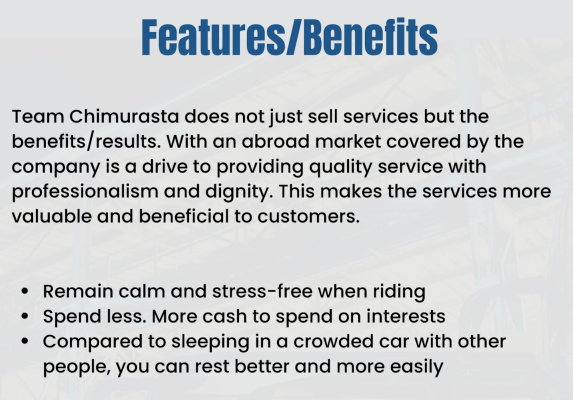 Features/Benefits
Team Chimurasta does not just sell services but the
benefits/results. With an abroad market covered by the
company is a drive to providing quality service with
professionalism and dignity. This makes the services more
valuable and beneficial to customers.
• Remain calm and stress-free when riding
• Spend less. More cash to spend on interests
• Compared to sleeping in a crowded car with other
people, you can rest better and more easily